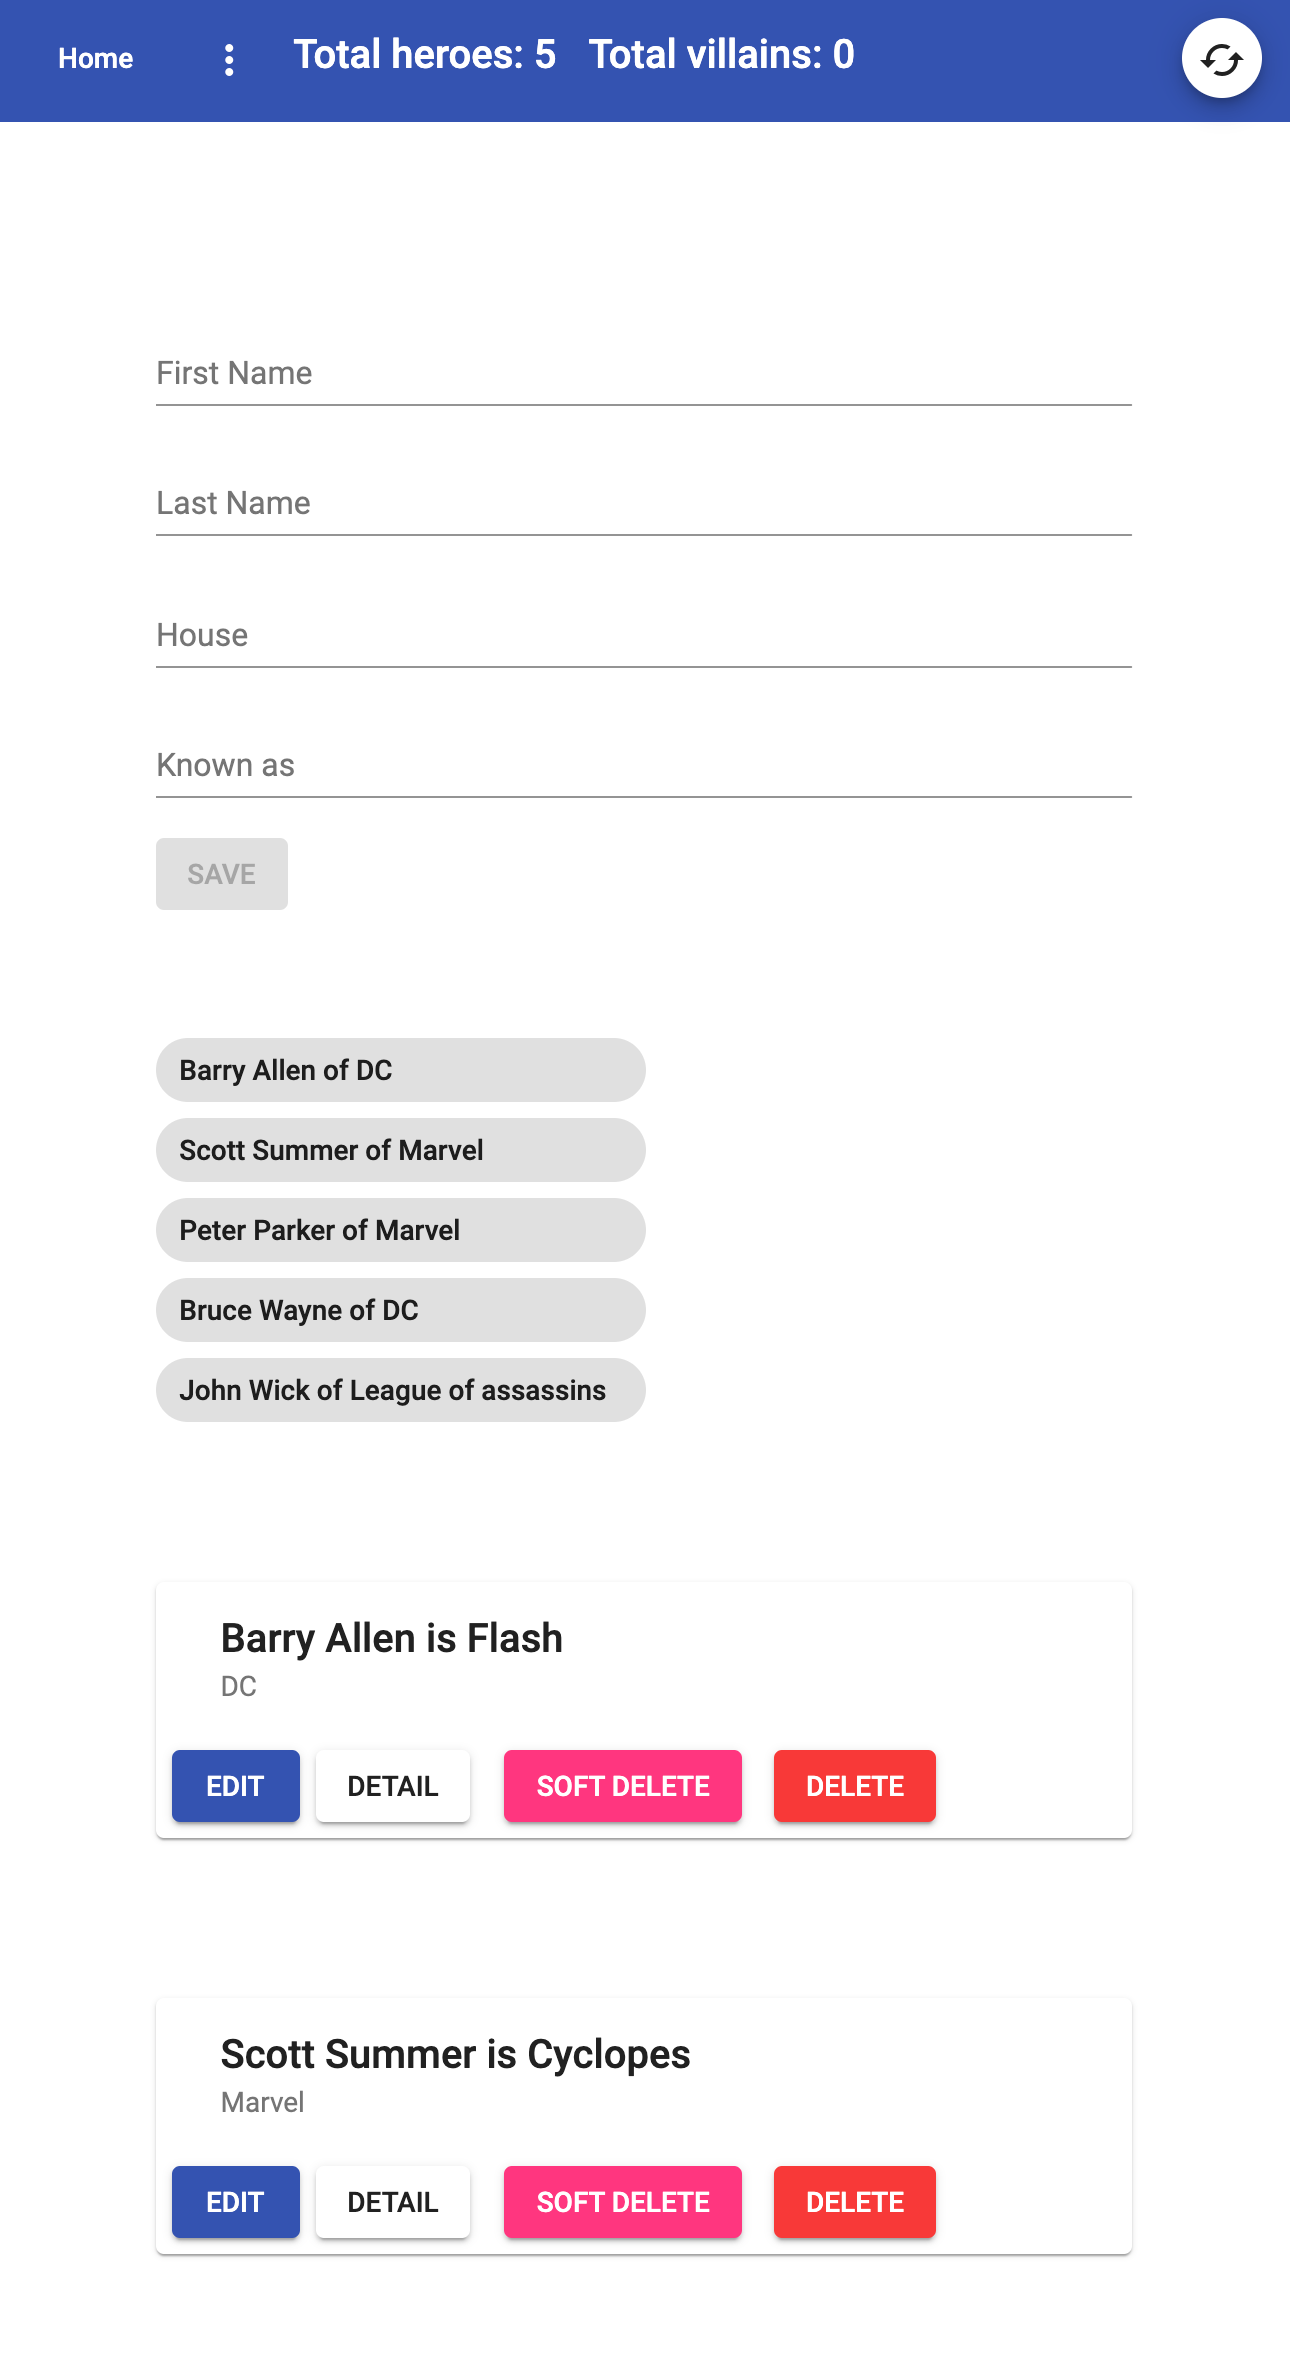 Home Total heroes: 5 Total villains: 0
First Name
Last Name
House
Known as
SAVE
Barry Allen of DC
Scott Summer of Marvel
Peter Parker of Marvel
Bruce Wayne of DC
John Wick of League of assassins
Barry Allen is Flash
DC
EDIT DETAIL SOFT DELETE DELETE
Scott Summer is Cyclopes
Marvel
EDIT DETAIL SOFT DELETE DELETE